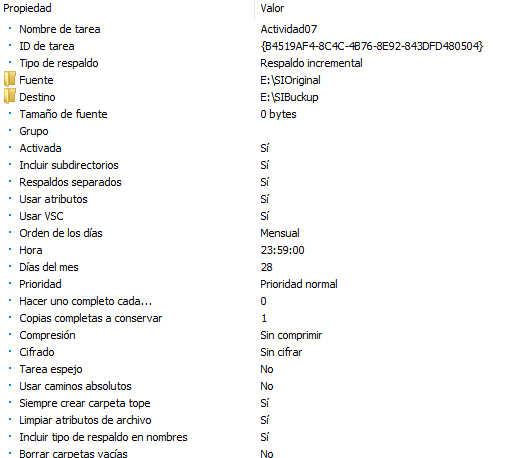 Propiedad Valor
Nombre de tarea Actividad07
ID de tarea {B4519AF4-8C4C-4B76-8E92-843DFD480504}
Tipo de respaldo Respaldo incremental
Fuente E:\SIOriginal
Destino E:\SIBuckup
Tamaño de fuente 0 bytes
Grupo
Activada Sí
Incluir subdirectorios Sí
Respaldos separados Sí
Usar atributos Sí
Usar VSC Sí
Orden de los días Mensual
Hora 23:59:00
Días del mes 28
Prioridad Prioridad normal
Hacer uno completo cada... 0
Copias completas a conservar 1
Compresión Sin comprimir
Cifrado Sin cifrar
Tarea espejo No
Usar caminos absolutos No
Siempre crear carpeta tope Sí
Limpiar atributos de archivo Sí
Incluir tipo de respaldo en nombres Sí
Borrar carpetas vacías No